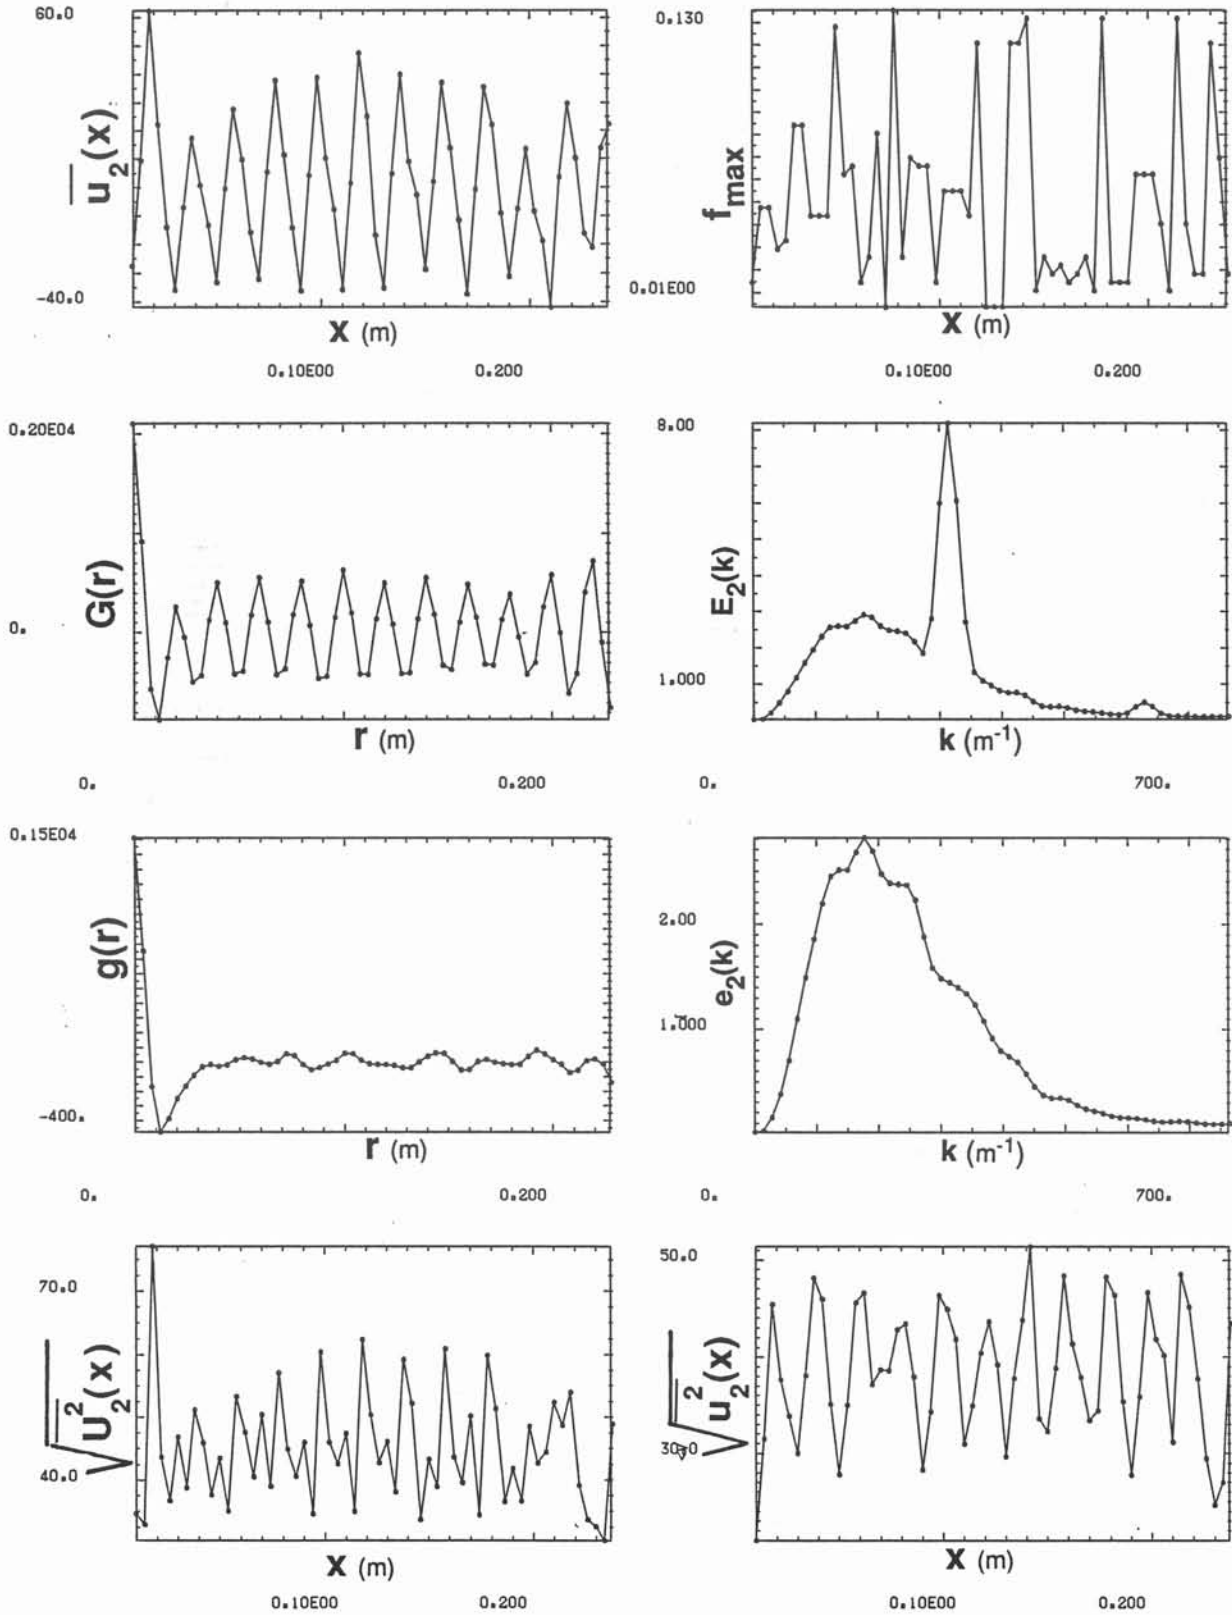 60.0
u̅₂(x)
-40.0
X (m)
0.10E00 0.200
0.130
fmax
0.01E00
X (m)
0.10E00 0.200
0.20E04
G(r)
0.
r (m)
0. 0.200
8.00
E₂(k)
1.000
k (m⁻¹)
0. 700.
0.15E04
g(r)
-400.
r (m)
0. 0.200
2.00
e₂(k)
1.000
k (m⁻¹)
0. 700.
70.0
√U₂²(x)
40.0
X (m)
0.10E00 0.200
50.0
√u₂²(x)
30.0
X (m)
0.10E00 0.200